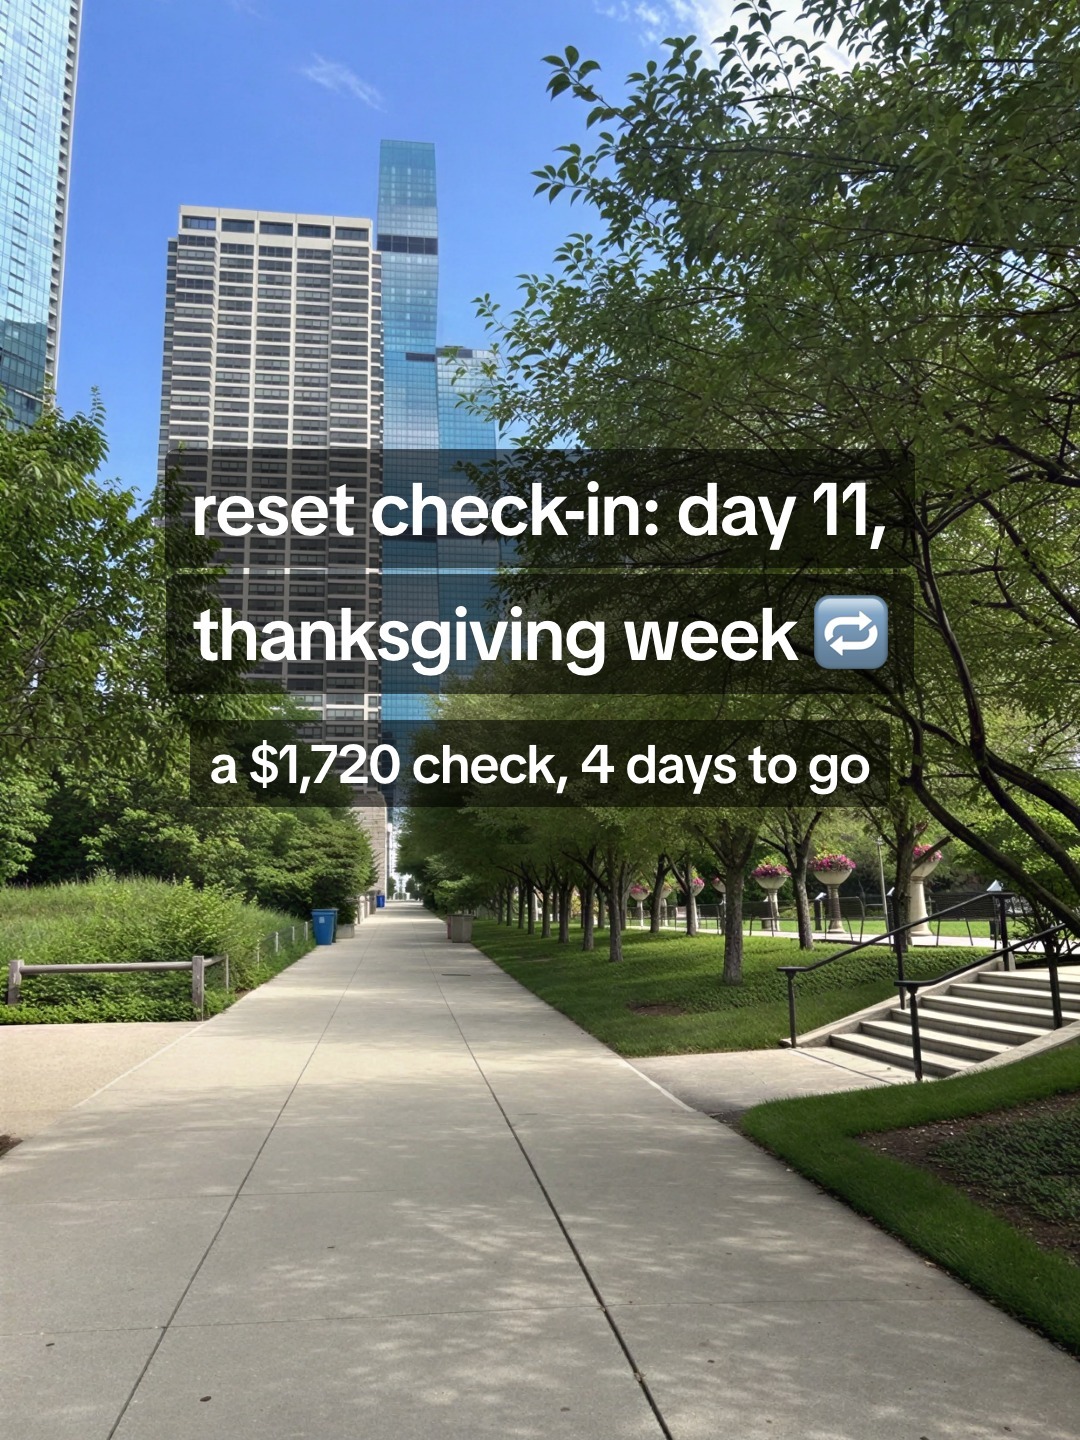 reset check-in: day 11,
thanksgiving week 🔁
a $1,720 check, 4 days to go